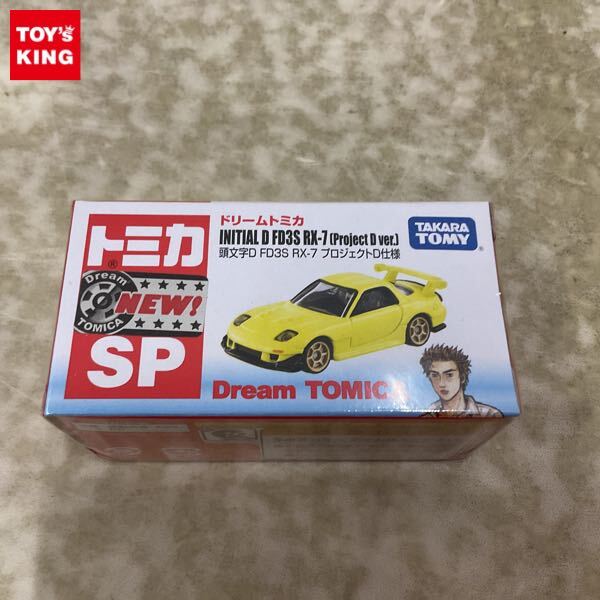 TOY's
KING
トミカ
®
Dream
TOMICA
NEW!
SP
ドリームトミカ
INITIAL D FD3S RX-7 (Project D ver.)
頭文字D FD3S RX-7 プロジェクトD仕様
TAKARA
TOMY
Dream TOMICA